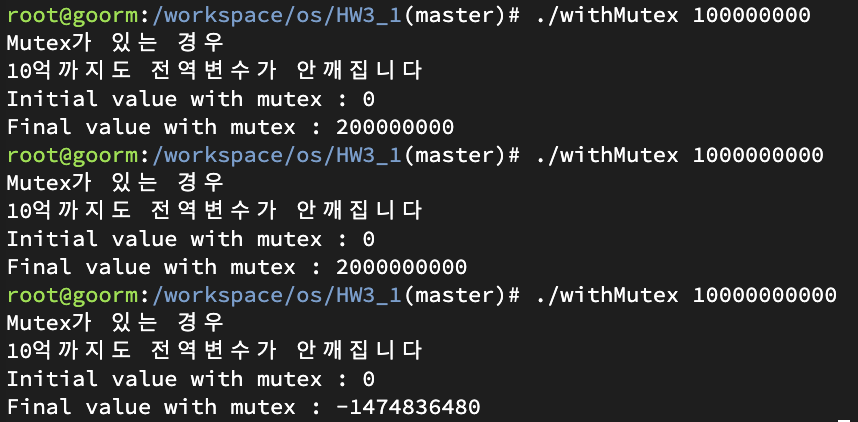 root@goorm:/workspace/os/HW3_1(master)# ./withMutex 100000000
Mutex가 있는 경우
10억까지도 전역변수가 안깨집니다
Initial value with mutex : 0
Final value with mutex : 200000000
root@goorm:/workspace/os/HW3_1(master)# ./withMutex 1000000000
Mutex가 있는 경우
10억까지도 전역변수가 안깨집니다
Initial value with mutex : 0
Final value with mutex : 2000000000
root@goorm:/workspace/os/HW3_1(master)# ./withMutex 10000000000
Mutex가 있는 경우
10억까지도 전역변수가 안깨집니다
Initial value with mutex : 0
Final value with mutex : -1474836480